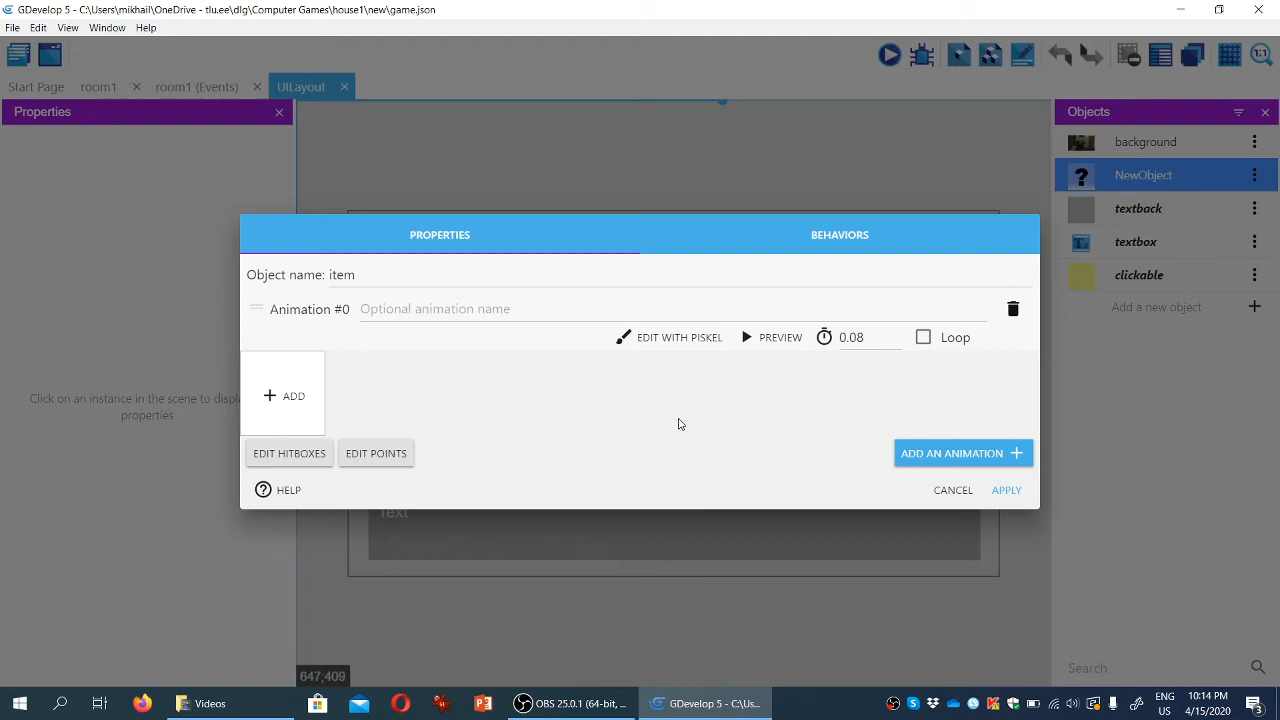 GDevelop 5 - C:\Users\mikhail\OneDrive - tlu.ee\dlg\Computer Games\house1\new\game.json
File Edit View Window Help
Start Page room1 room1 (Events) UILayout
Properties
Objects
background
NewObject
textback
textbox
clickable
Add a new object
Click on an instance in the scene to displa
properties
PROPERTIES BEHAVIORS
Object name: item
Animation #0 Optional animation name
EDIT WITH PISKEL PREVIEW 0.08 Loop
ADD
EDIT HITBOXES EDIT POINTS ADD AN ANIMATION
HELP CANCEL APPLY
Text
647;409
Search
Videos OBS 25.0.1 (64-bit, ... GDevelop 5 - C:\Us...
ENG
US
10:14 PM
4/15/2020
3